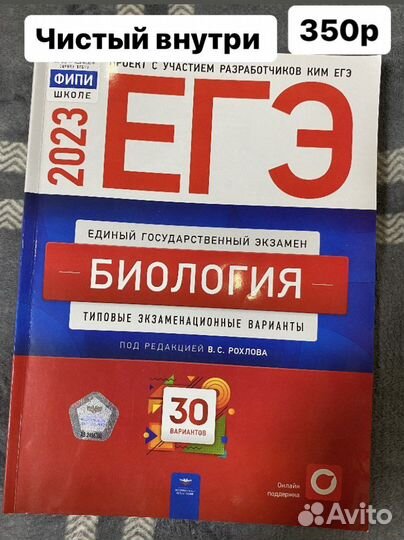 Чистый внутри
350р
ПРОЕКТ С УЧАСТИЕМ РАЗРАБОТЧИКОВ КИМ ЕГЭ
ФИПИ
ШКОЛЕ
2023
ЕГЭ
ЕДИНЫЙ ГОСУДАРСТВЕННЫЙ ЭКЗАМЕН
БИОЛОГИЯ
ТИПОВЫЕ ЭКЗАМЕНАЦИОННЫЕ ВАРИАНТЫ
ПОД РЕДАКЦИЕЙ В.С. РОХЛОВА
30
ВАРИАНТОВ
Онлайн
поддержка
Avito